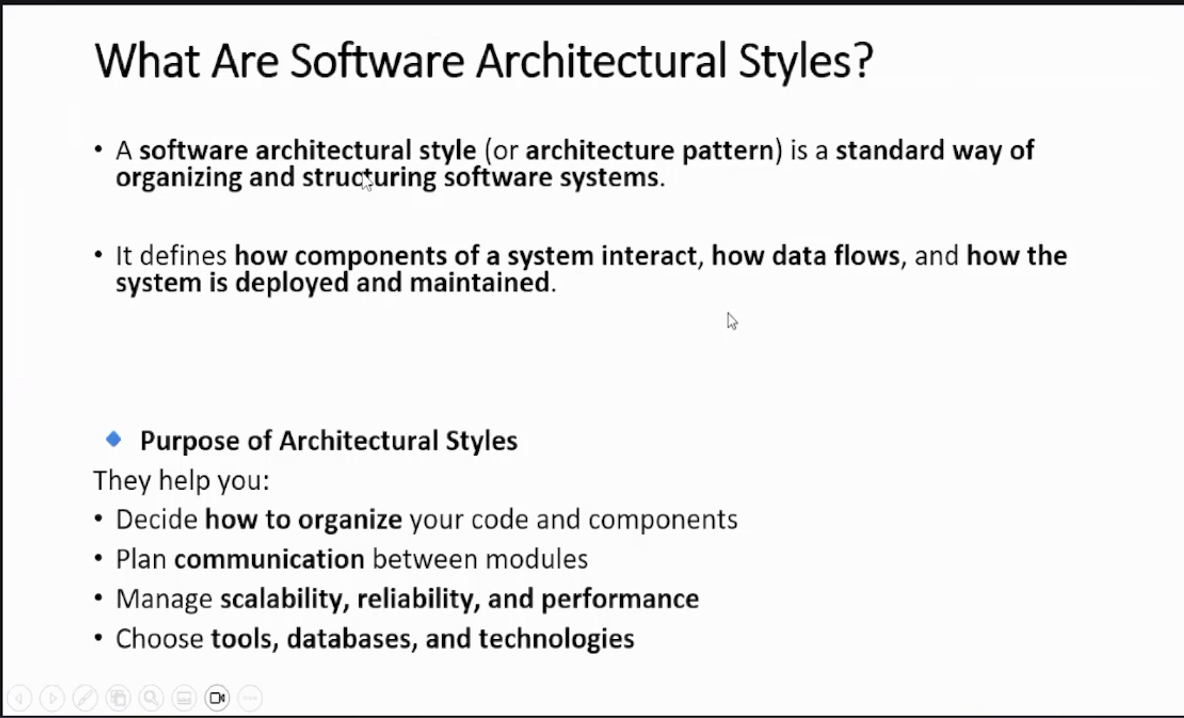 What Are Software Architectural Styles?
• A software architectural style (or architecture pattern) is a standard way of
organizing and structuring software systems.
• It defines how components of a system interact, how data flows, and how the
system is deployed and maintained.
Purpose of Architectural Styles
They help you:
• Decide how to organize your code and components
• Plan communication between modules
• Manage scalability, reliability, and performance
• Choose tools, databases, and technologies